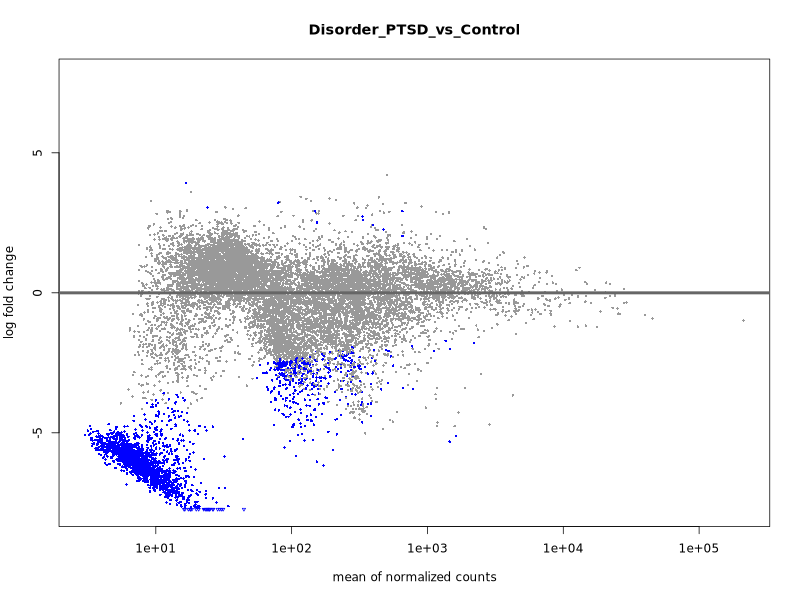 Disorder_PTSD_vs_Control
log fold change
5
0
-5
1e+01 1e+02 1e+03 1e+04 1e+05
mean of normalized counts